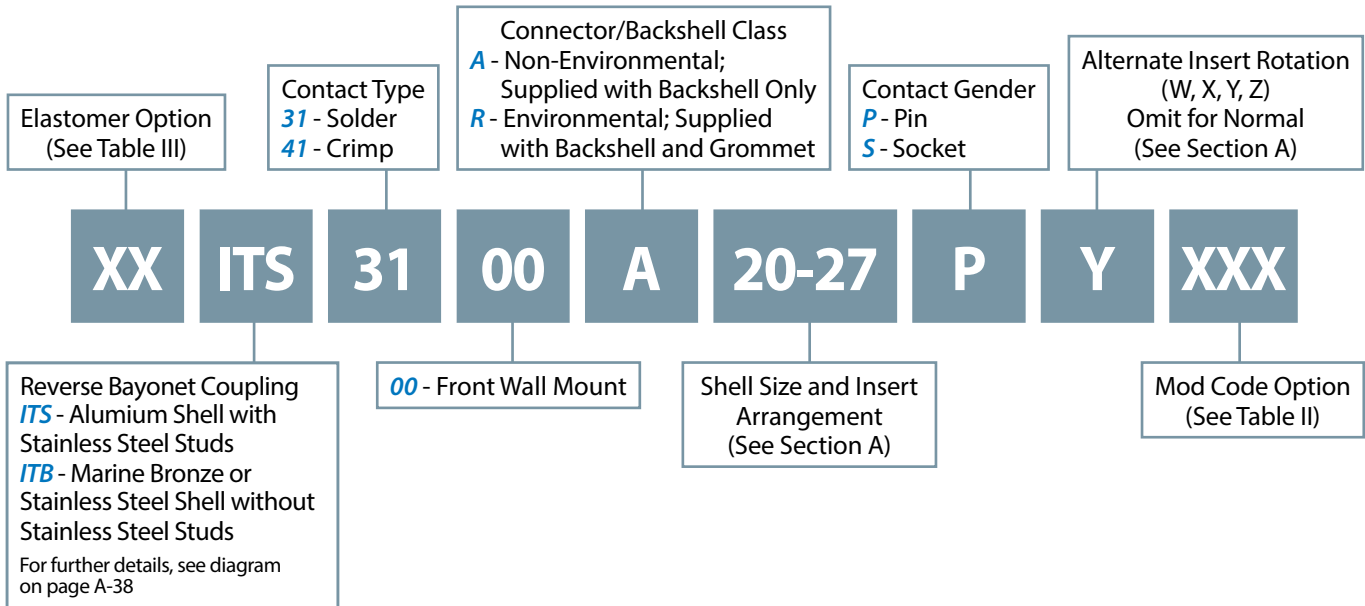 Connector/Backshell Class
A - Non-Environmental;
Supplied with Backshell Only
R - Environmental; Supplied
with Backshell and Grommet
Alternate Insert Rotation
(W, X, Y, Z)
Omit for Normal
(See Section A)
Contact Type
31 - Solder
41 - Crimp
Contact Gender
P - Pin
S - Socket
Elastomer Option
(See Table III)
XX ITS 31 00 A 20-27 P Y XXX
Reverse Bayonet Coupling
ITS - Alumium Shell with
Stainless Steel Studs
ITB - Marine Bronze or
Stainless Steel Shell without
Stainless Steel Studs
For further details, see diagram
on page A-38
00 - Front Wall Mount
Shell Size and Insert
Arrangement
(See Section A)
Mod Code Option
(See Table II)